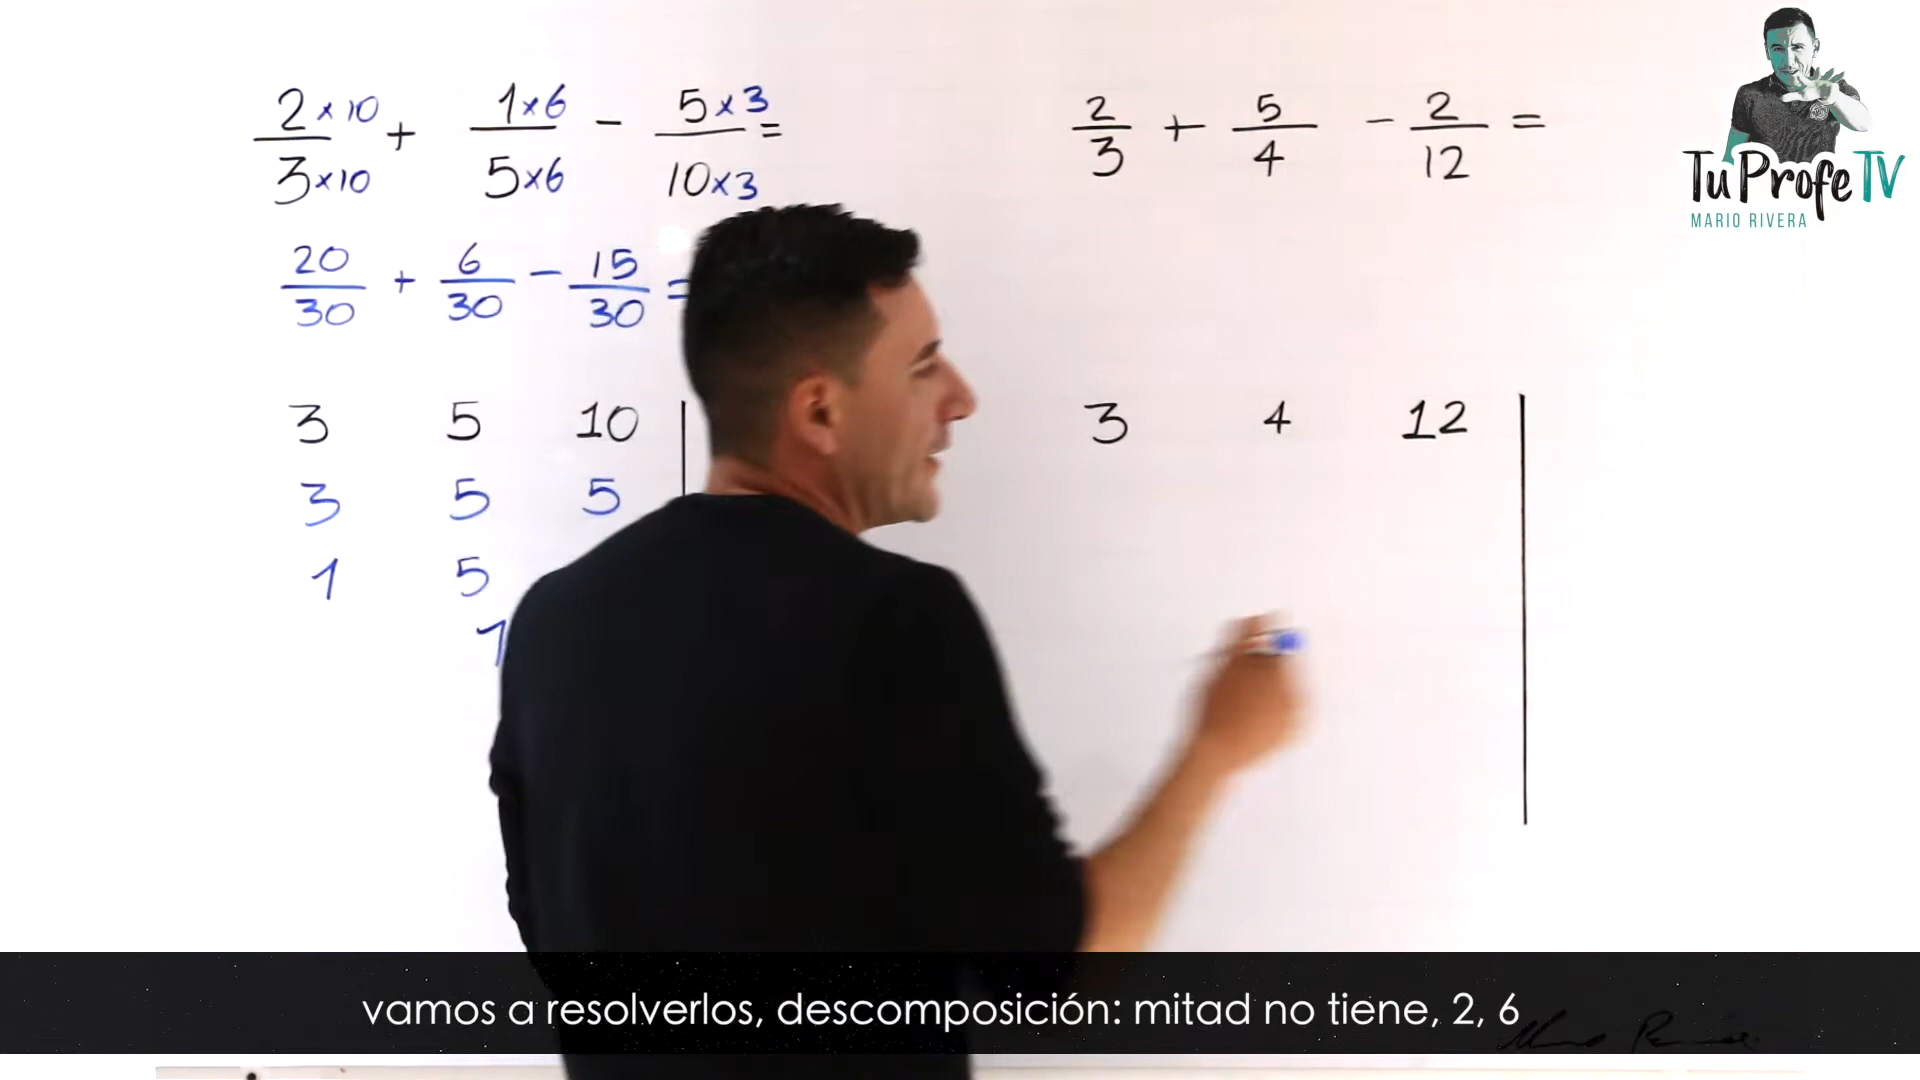 2 x 10 + 1 x 6 - 5 x 3 =
3 x 10 5 x 6 10 x 3
20 + 6 - 15 =
30 30 30
3 5 10
3 5 5
1 5
1
2 + 5 - 2 =
3 4 12
3 4 12
Tu Profe TV
MARIO RIVERA
vamos a resolverlos, descomposición: mitad no tiene, 2, 6